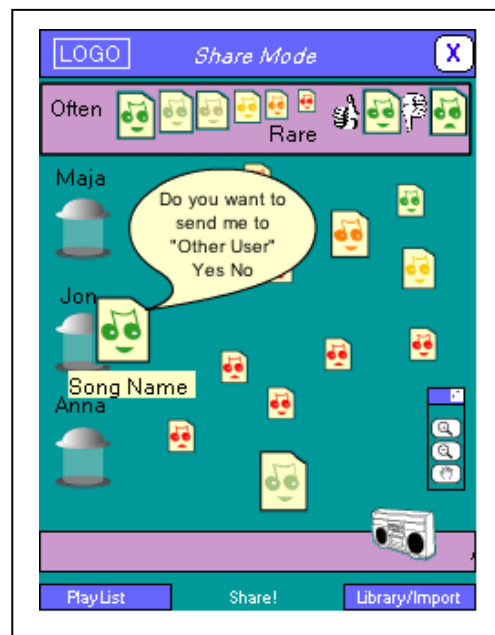 LOGO
Share Mode
X
Often
Rare
Maja
Do you want to
send me to
"Other User"
Yes No
Jon
Song Name
Anna
PlayList
Share!
Library/Import